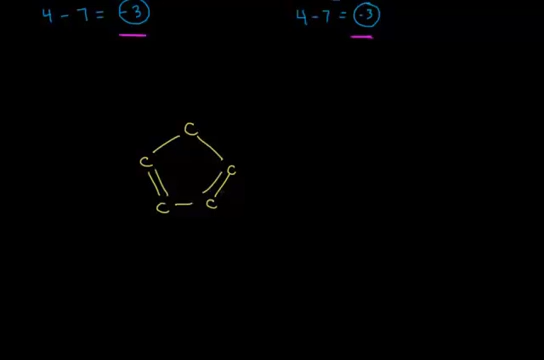 4 - 7 = -3 4 - 7 = -3
C
C C
C C